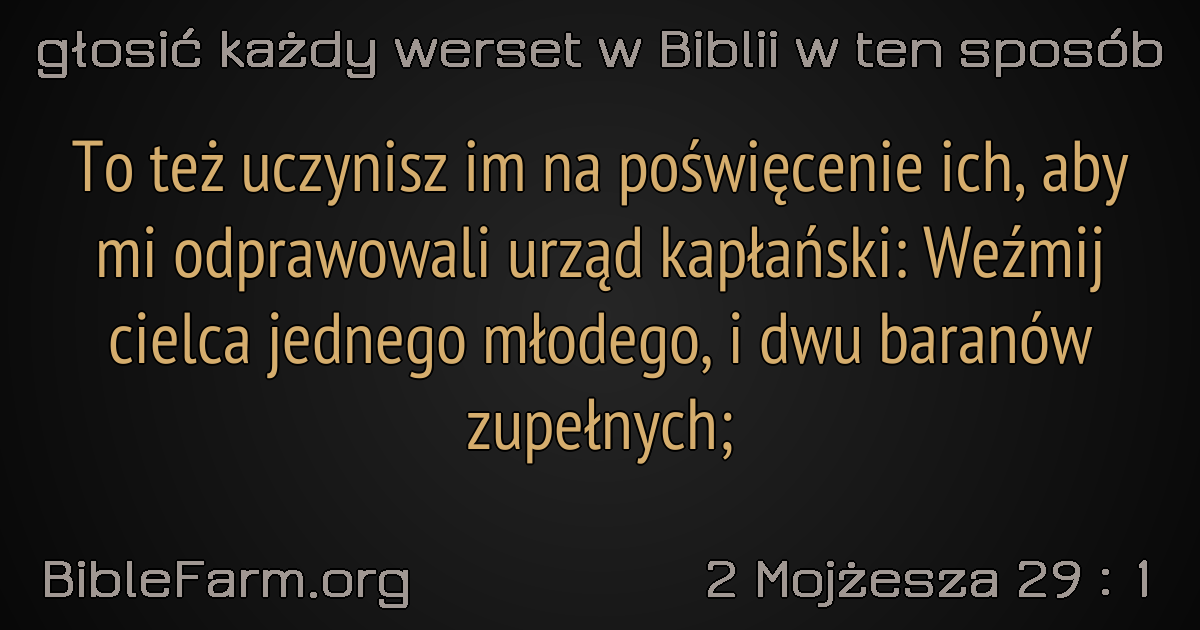 głosić każdy werset w Biblii w ten sposób
To też uczynisz im na poświęcenie ich, aby
mi odprawowali urząd kapłański: Weźmij
cielca jednego młodego, i dwu baranów
zupełnych;
BibleFarm.org
2 Mojżesza 29 : 1